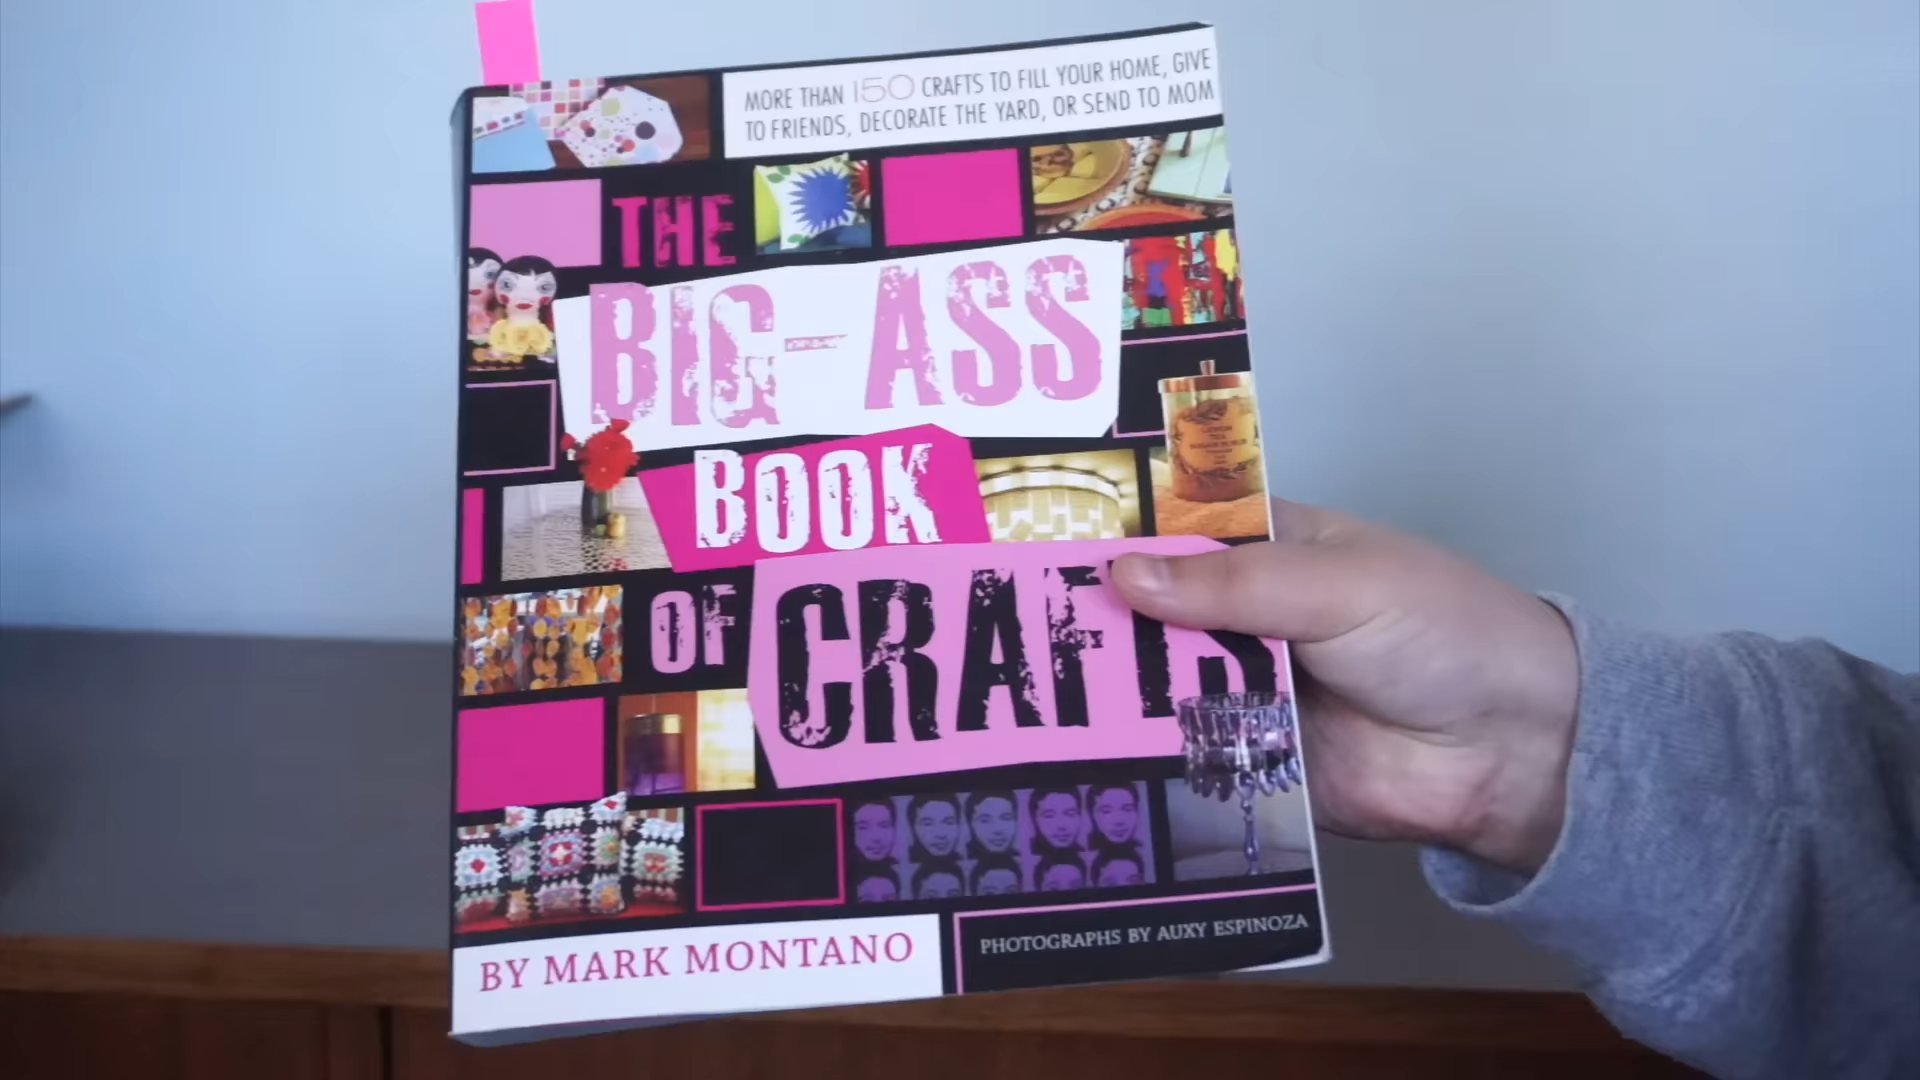 MORE THAN 150 CRAFTS TO FILL YOUR HOME, GIVE
TO FRIENDS, DECORATE THE YARD, OR SEND TO MOM
THE
BIG-ASS
BOOK
OF CRAFTS
BY MARK MONTANO
PHOTOGRAPHS BY AUXY ESPINOZA